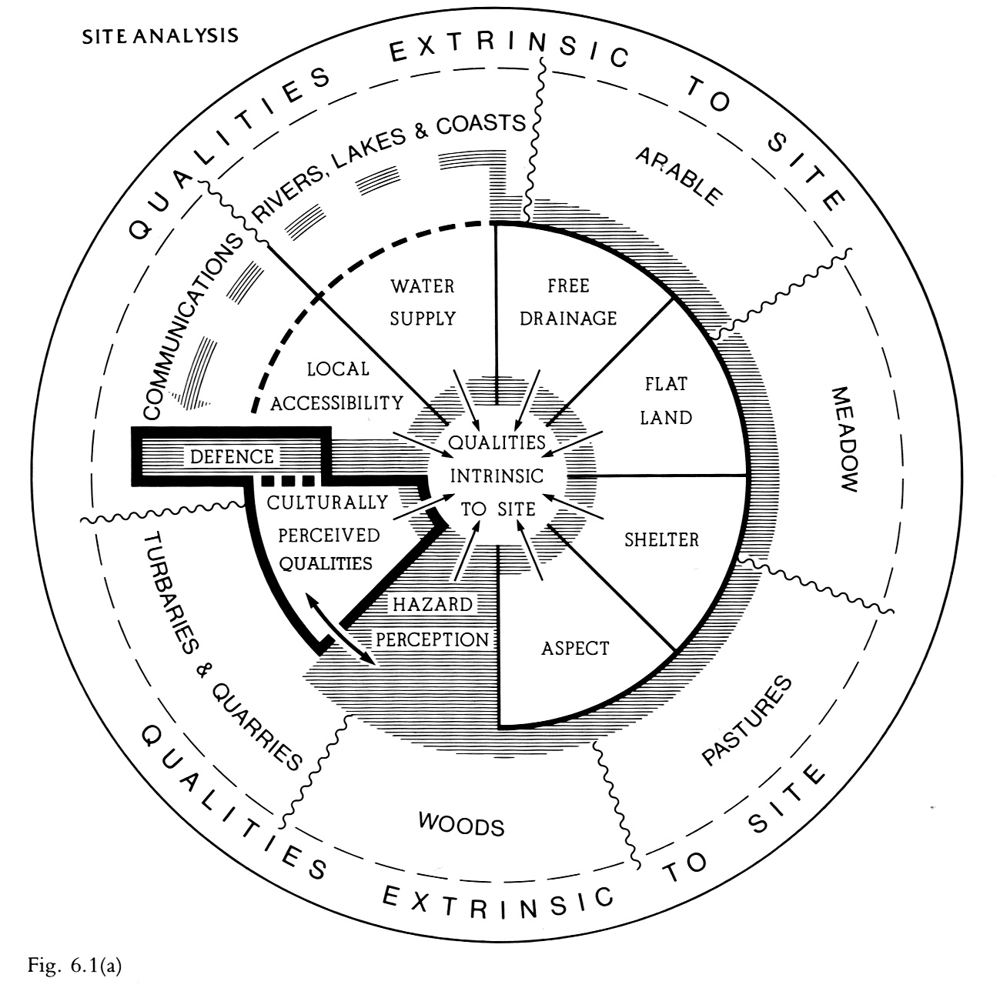 SITE ANALYSIS
QUALITIES EXTRINSIC TO SITE
RIVERS, LAKES & COASTS
ARABLE
COMMUNICATIONS
MEADOW
WATER
SUPPLY
FREE
DRAINAGE
LOCAL
ACCESSIBILITY
FLAT
LAND
QUALITIES
INTRINSIC
TO SITE
DEFENCE
CULTURALLY
PERCEIVED
QUALITIES
SHELTER
HAZARD
PERCEPTION
ASPECT
TURBARIES & QUARRIES
PASTURES
WOODS
QUALITIES EXTRINSIC TO SITE
Fig. 6.1(a)